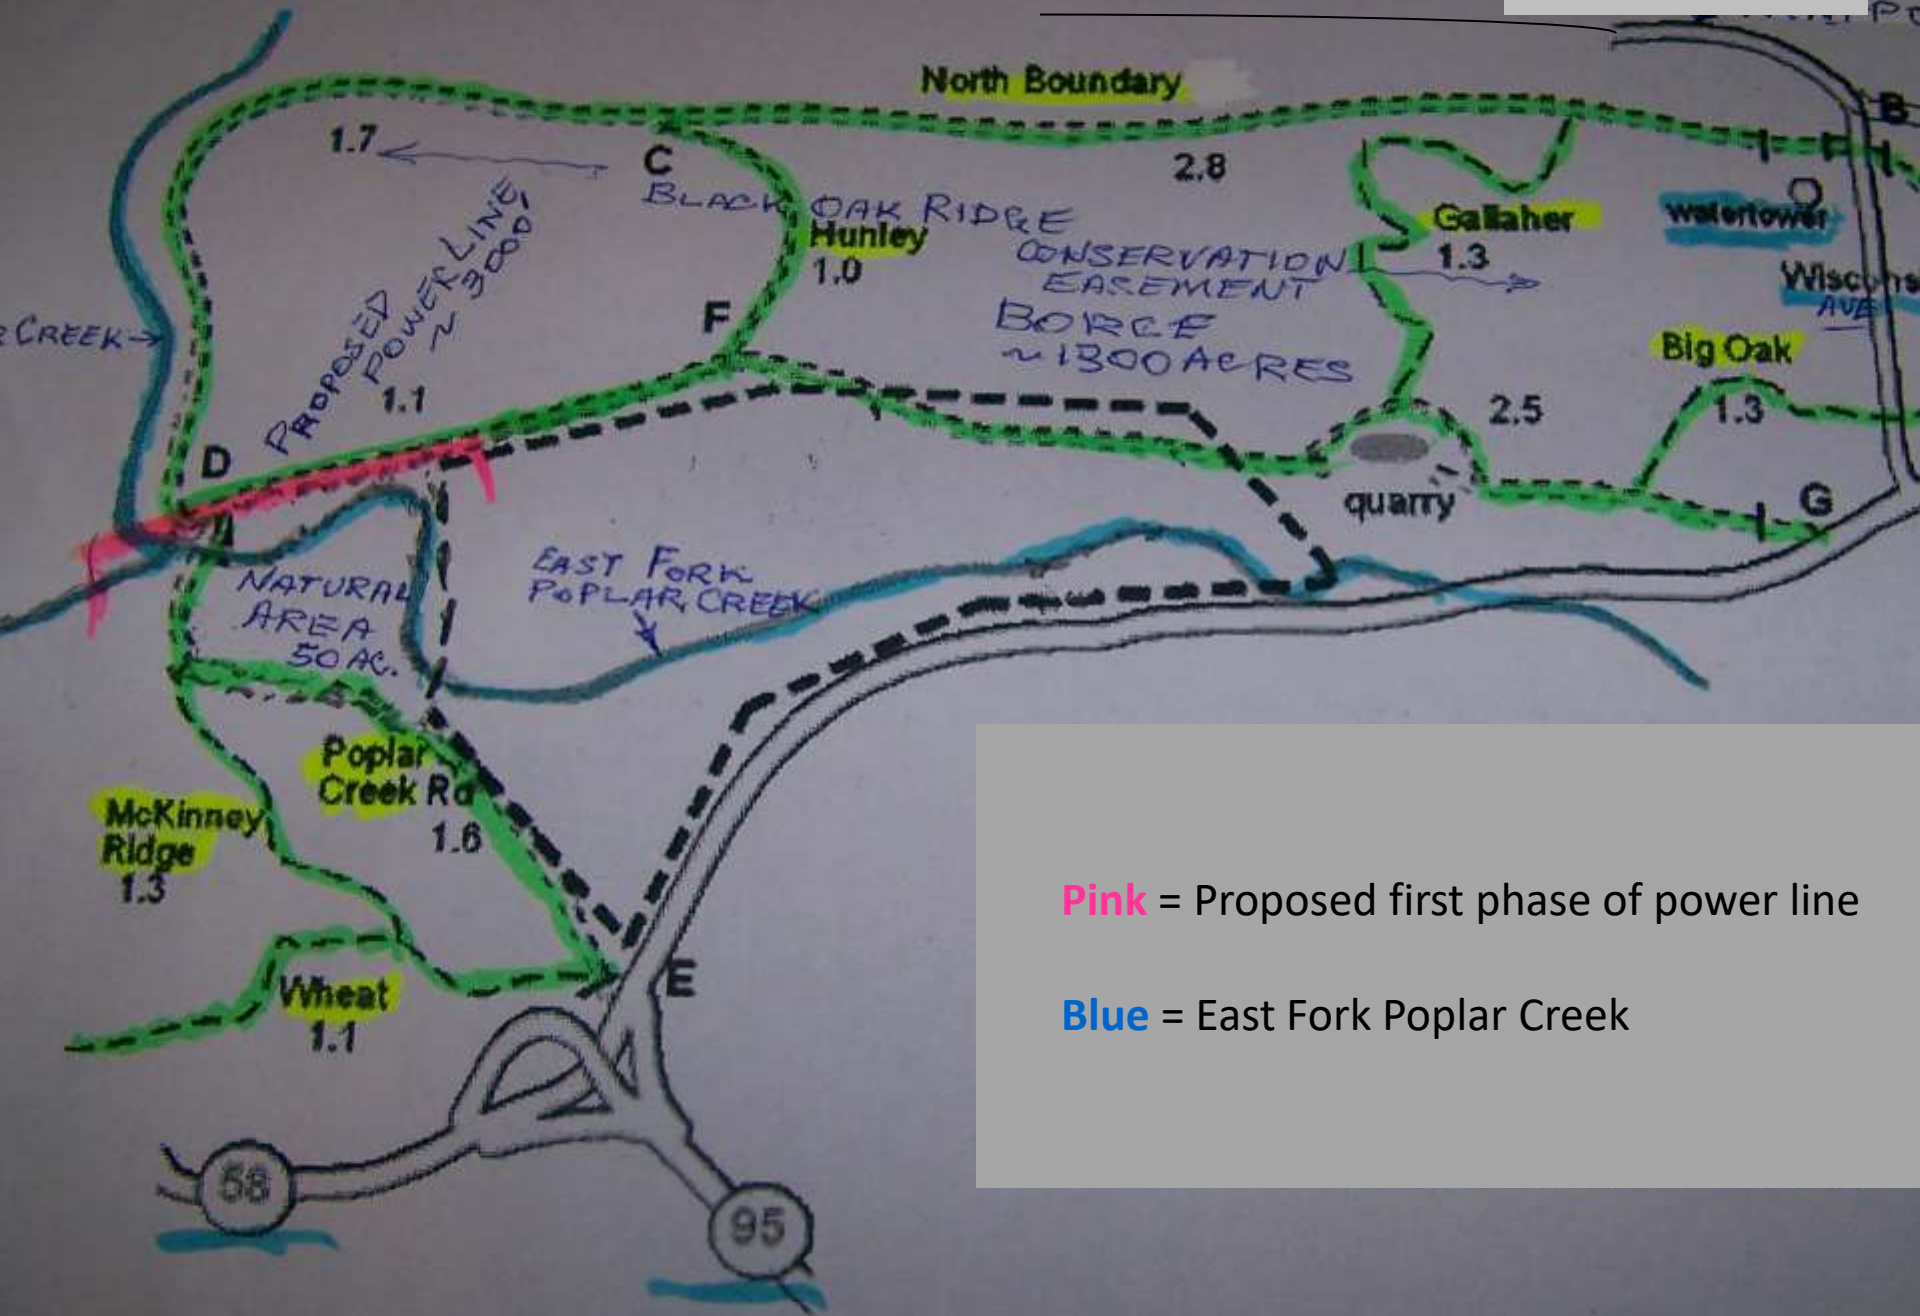 North Boundary
B
1.7
C
2.8
BLACK OAK RIDGE
CONSERVATION
EASEMENT
BORCE
~1300 ACRES
Hunley
1.0
Gallaher
1.3
watertower
Wiscons
AVE
PROPOSED
POWER LINE,
~ 3000'
CREEK
F
1.1
Big Oak
1.3
2.5
D
quarry
G
NATURAL
AREA
50 AC.
EAST FORK
POPLAR CREEK
Poplar
Creek Rd
1.6
McKinney
Ridge
1.3
Wheat
1.1
E
58
95
Pink = Proposed first phase of power line
Blue = East Fork Poplar Creek